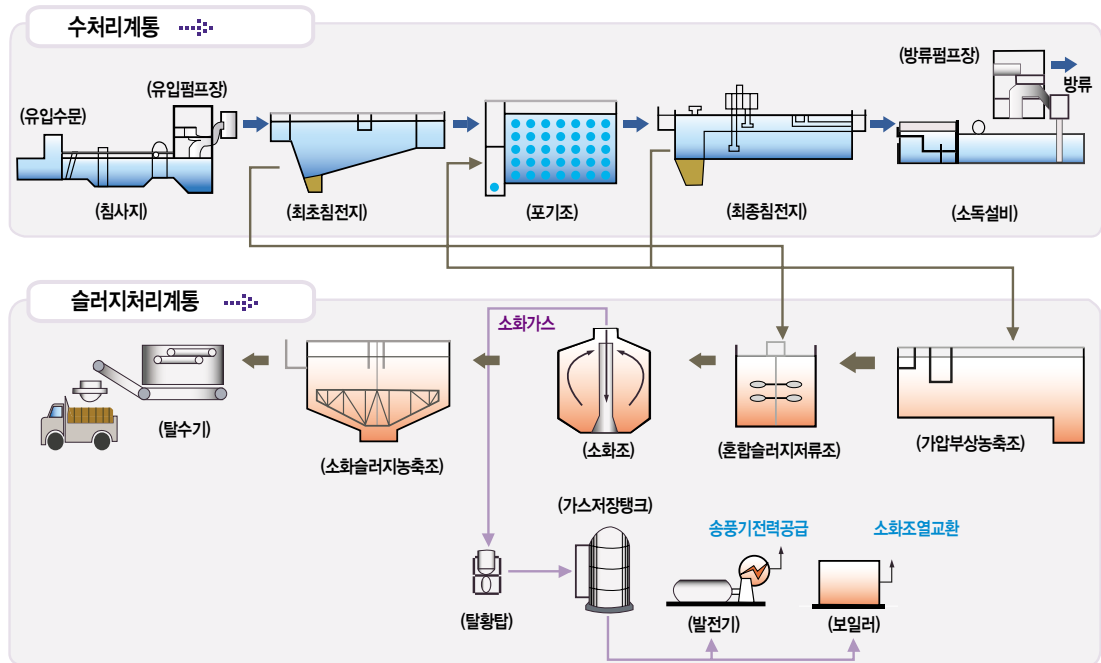 수처리계통
(유입수문)
(유입펌프장)
(방류펌프장)
방류
(침사지)
(최초침전지)
(포기조)
(최종침전지)
(소독설비)
슬러지처리계통
소화가스
(탈수기)
(소화슬러지농축조)
(소화조)
(혼합슬러지저류조)
(가압부상농축조)
(가스저장탱크)
송풍기전력공급
소화조열교환
(탈황탑)
(발전기)
(보일러)